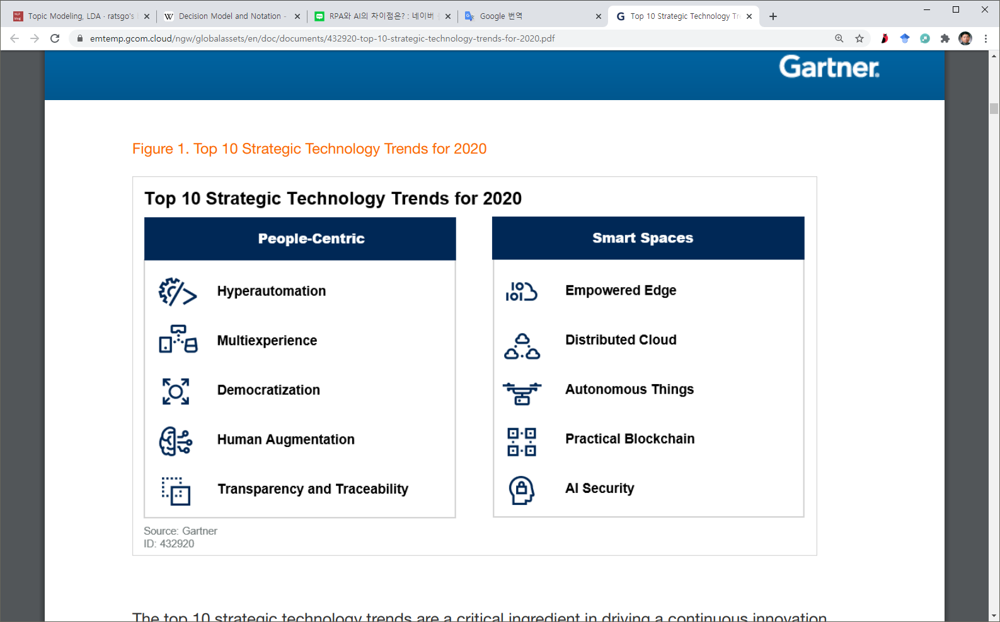 Topic Modeling, LDA · ratsgo's
Decision Model and Notation -
RPA와 AI의 차이점은? : 네이버
Google 번역
Top 10 Strategic Technology Tr
emtemp.gcom.cloud/ngw/globalassets/en/doc/documents/432920-top-10-strategic-technology-trends-for-2020.pdf
Gartner.
Figure 1. Top 10 Strategic Technology Trends for 2020
Top 10 Strategic Technology Trends for 2020
People-Centric
Hyperautomation
Multiexperience
Democratization
Human Augmentation
Transparency and Traceability
Smart Spaces
Empowered Edge
Distributed Cloud
Autonomous Things
Practical Blockchain
AI Security
Source: Gartner
ID: 432920
The top 10 strategic technology trends are a critical ingredient in driving a continuous innovation